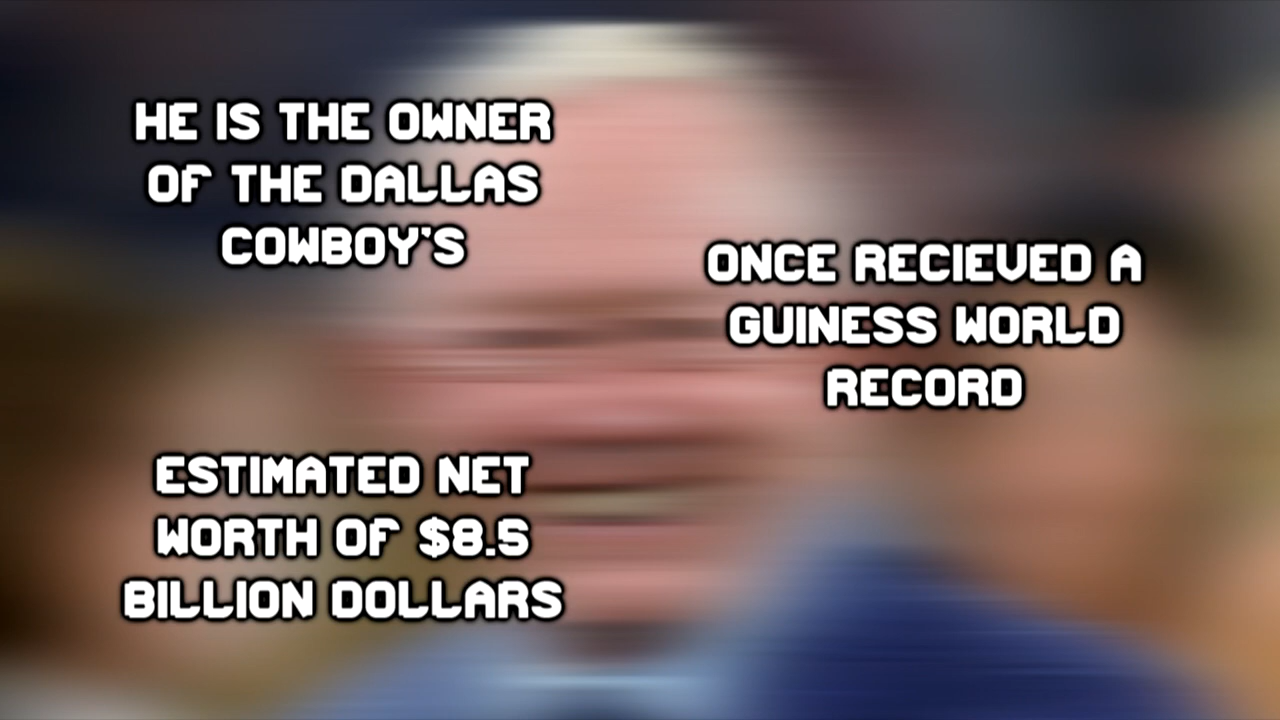 HE IS THE OWNER
OF THE DALLAS
COWBOY'S
ONCE RECIEVED A
GUINESS WORLD
RECORD
ESTIMATED NET
WORTH OF $8.5
BILLION DOLLARS